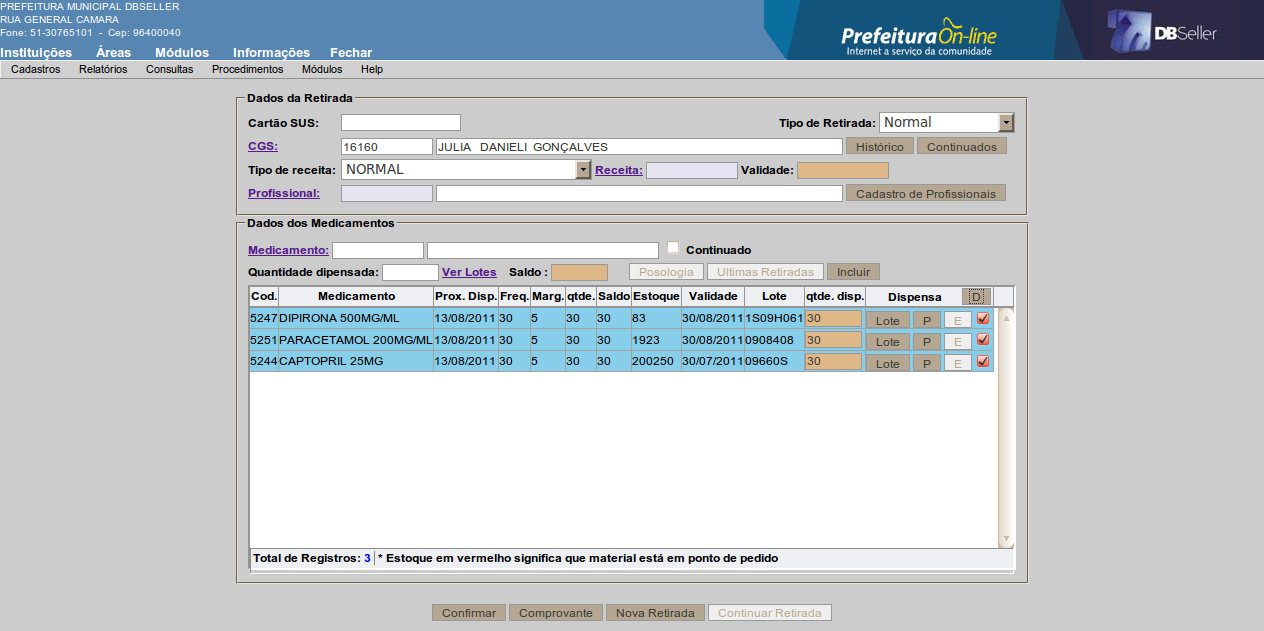 PREFEITURA MUNICIPAL DBSELLER
RUA GENERAL CAMARA
Fone: 51-30765101 - Cep: 96400040
Prefeitura On-line
Internet a serviço da comunidade
DBSeller
Instituições Áreas Módulos Informações Fechar
Cadastros Relatórios Consultas Procedimentos Módulos Help
Dados da Retirada
Cartão SUS: Tipo de Retirada: Normal
CGS: 16160 JULIA DANIELI GONÇALVES Histórico Continuados
Tipo de receita: NORMAL Receita: Validade:
Profissional: Cadastro de Profissionais
Dados dos Medicamentos
Medicamento: Continuado
Quantidade dipensada: Ver Lotes Saldo : Posologia Ultimas Retiradas Incluir
Cod. Medicamento Prox. Disp. Freq. Marg. qtde. Saldo Estoque Validade Lote qtde. disp. Dispensa D
5247 DIPIRONA 500MG/ML 13/08/2011 30 5 30 30 83 30/08/2011 1S09H061 30 Lote P E
5251 PARACETAMOL 200MG/ML 13/08/2011 30 5 30 30 1923 30/08/2011 0908408 30 Lote P E
5244 CAPTOPRIL 25MG 13/08/2011 30 5 30 30 200250 30/07/2011 09660S 30 Lote P E
Total de Registros: 3 * Estoque em vermelho significa que material está em ponto de pedido
Confirmar Comprovante Nova Retirada Continuar Retirada